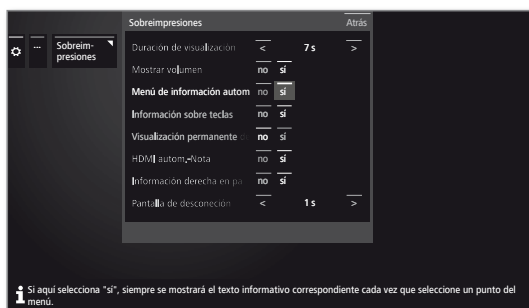 Sobreimpresiones Atrás
... Sobreim-
presiones
Duración de visualización < 7 s >
Mostrar volumen no sí
Menú de información autom no sí
Información sobre teclas no sí
Visualización permanente no sí
HDMI autom.-Nota no sí
Información derecha en pa no sí
Pantalla de desconeción < 1 s >
Si aquí selecciona "sí", siempre se mostrará el texto informativo correspondiente cada vez que seleccione un punto del
menú.